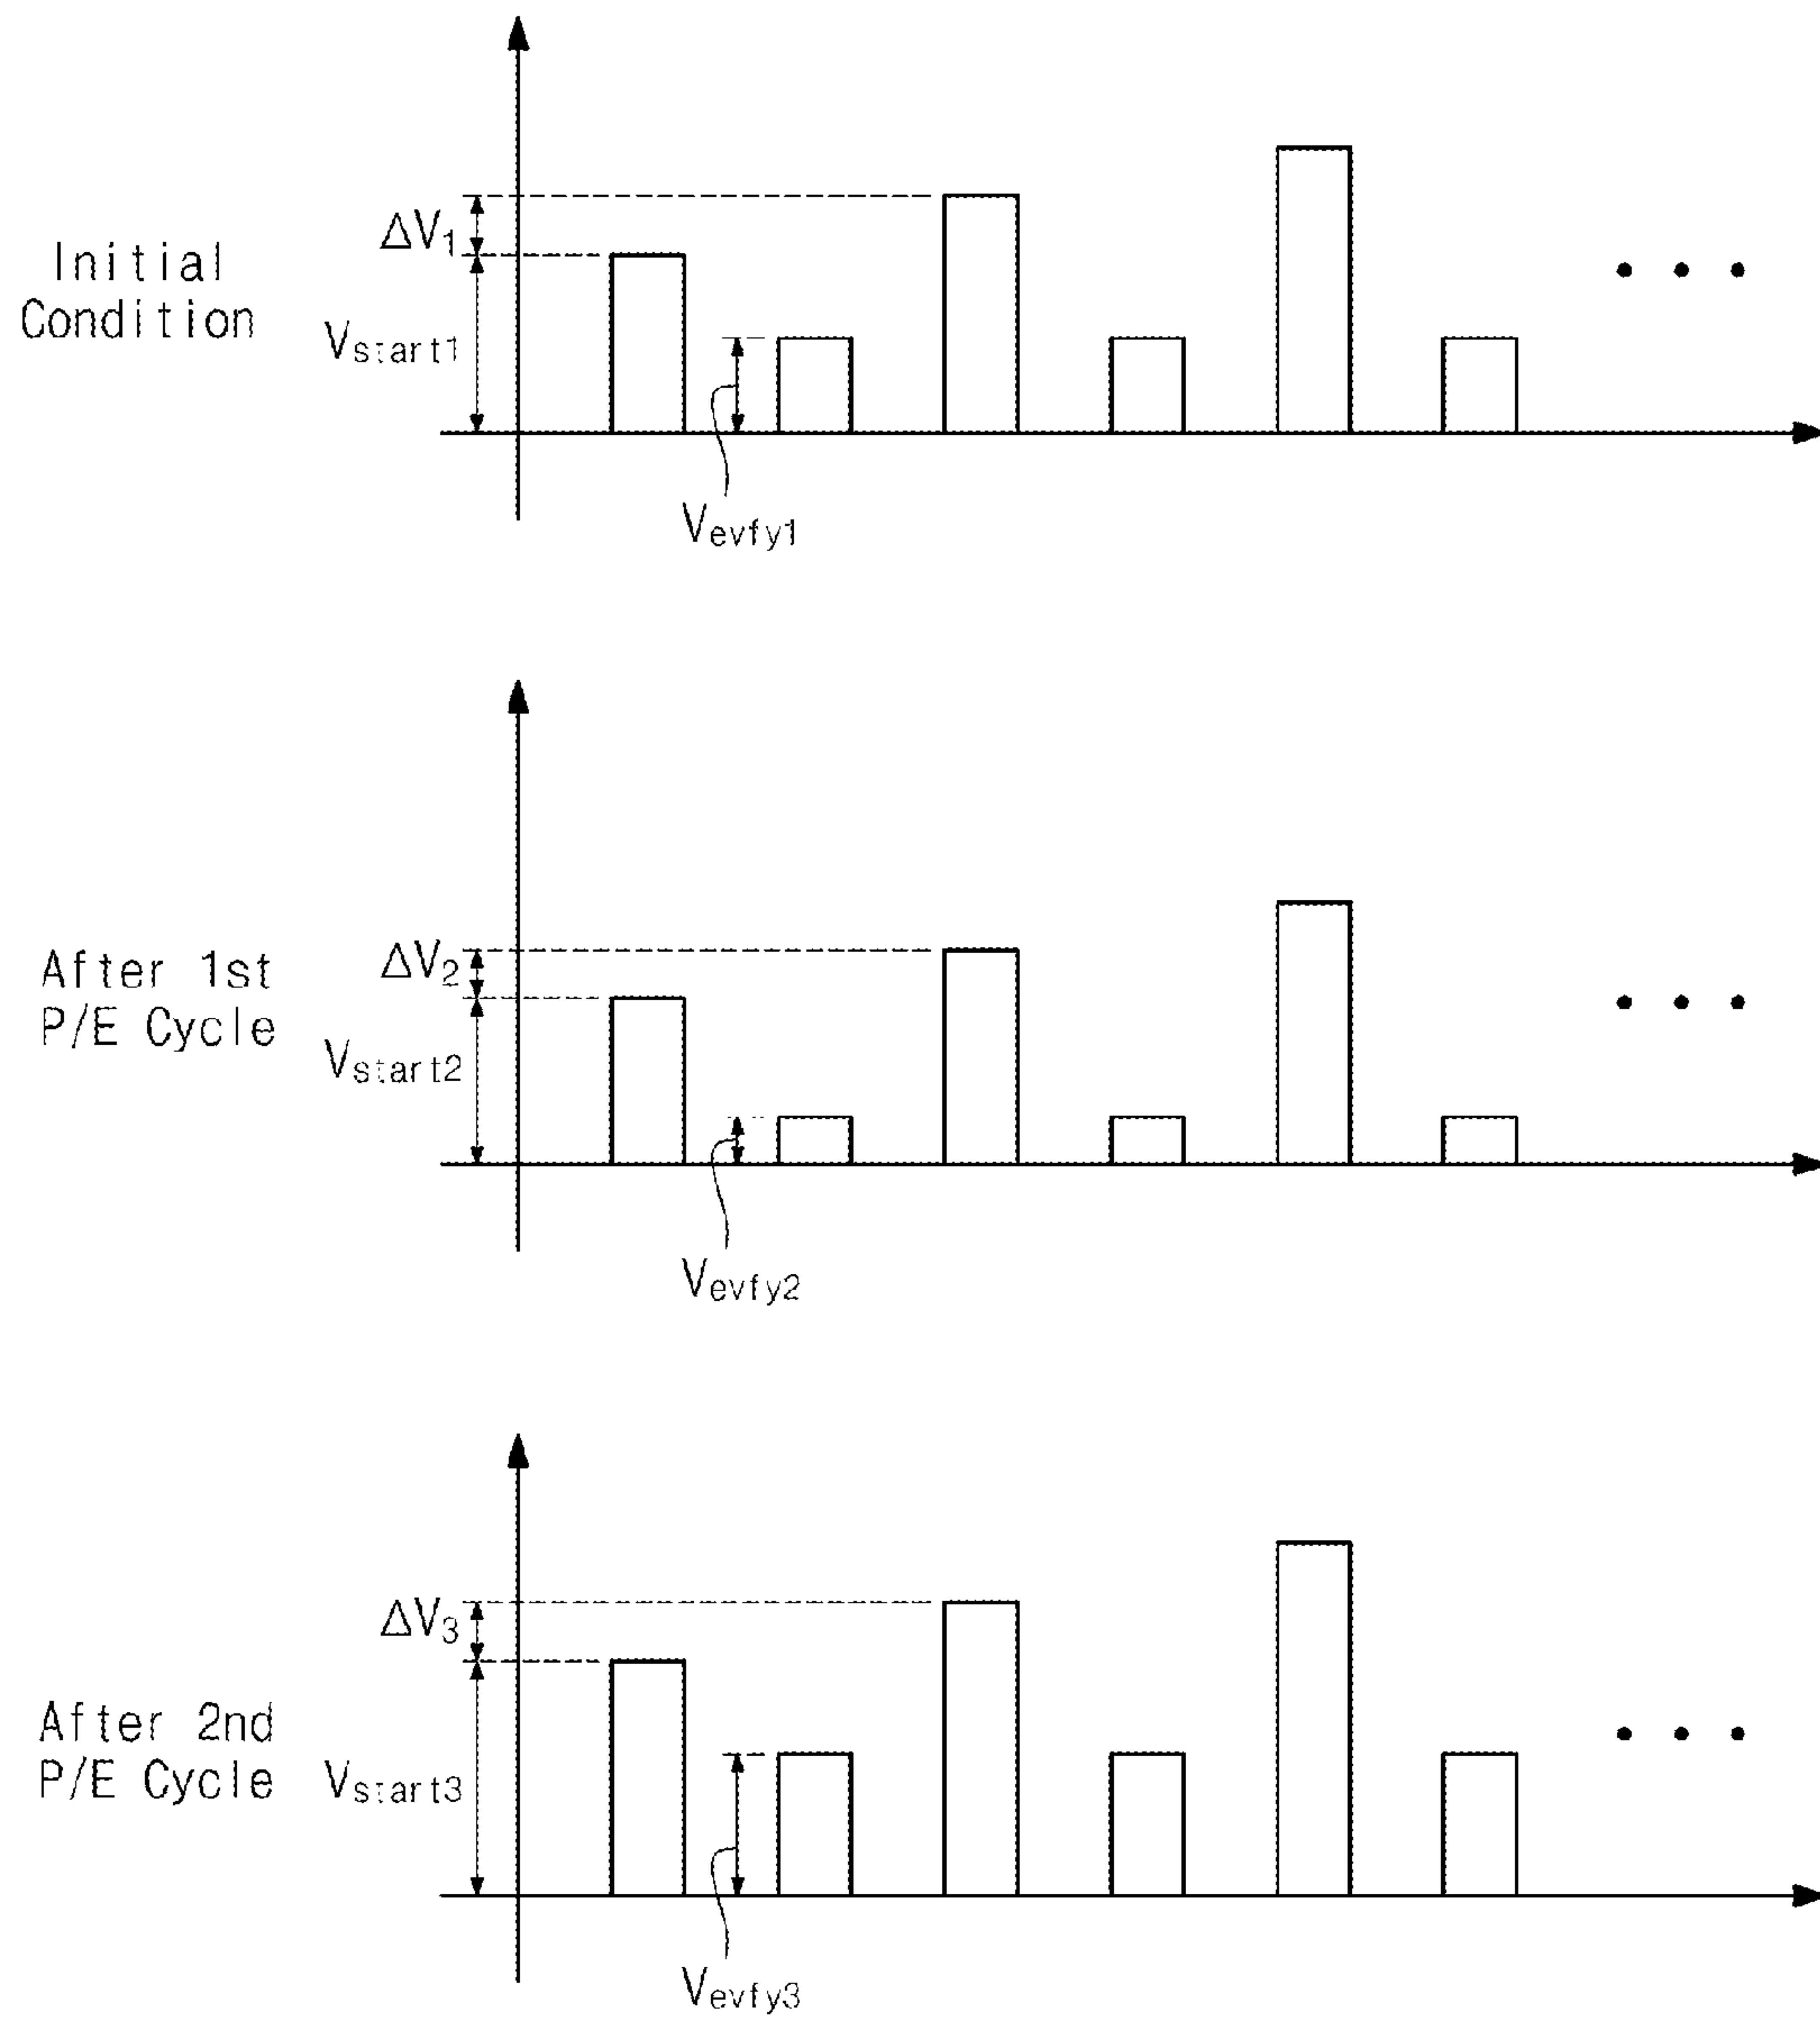 ΔV₁
Initial
Condition
Vstart1
Vevfy1
ΔV₂
After 1st
P/E Cycle
Vstart2
Vevfy2
ΔV₃
After 2nd
P/E Cycle
Vstart3
Vevfy3